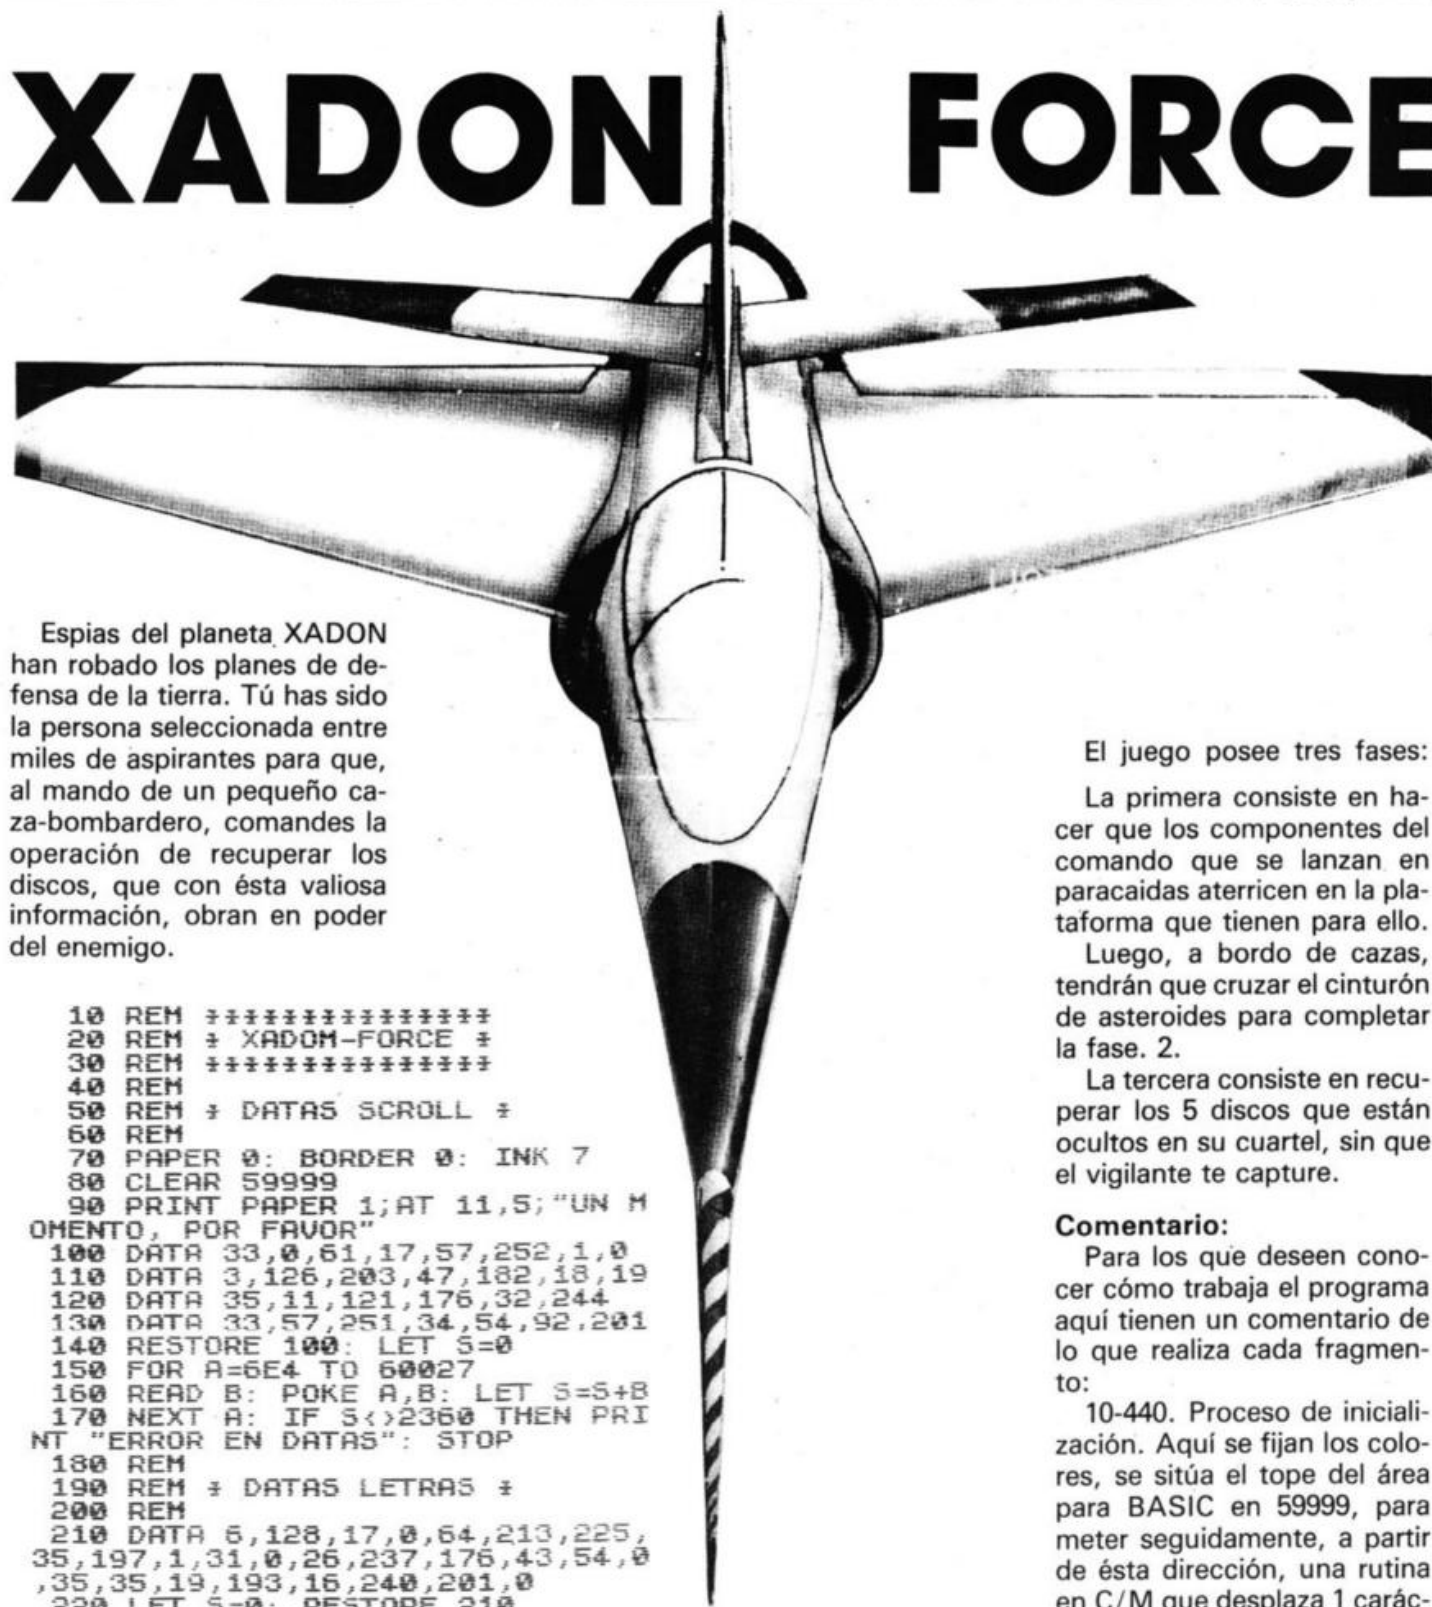 XADON FORCE
Espias del planeta XADON
han robado los planes de de-
fensa de la tierra. Tú has sido
la persona seleccionada entre
miles de aspirantes para que,
al mando de un pequeño ca-
za-bombardero, comandes la
operación de recuperar los
discos, que con ésta valiosa
información, obran en poder
del enemigo.
10 REM ***************
20 REM * XADOM-FORCE *
30 REM ***************
40 REM
50 REM * DATAS SCROLL *
60 REM
70 PAPER 0: BORDER 0: INK 7
80 CLEAR 59999
90 PRINT PAPER 1;AT 11,5;"UN M
OMENTO, POR FAVOR"
100 DATA 33,0,61,17,57,252,1,0
110 DATA 3,126,203,47,182,18,19
120 DATA 35,11,121,176,32,244
130 DATA 33,57,251,34,54,92,201
140 RESTORE 100: LET S=0
150 FOR A=6E4 TO 60027
160 READ B: POKE A,B: LET S=S+B
170 NEXT A: IF S<>2360 THEN PRI
NT "ERROR EN DATAS": STOP
180 REM
190 REM * DATAS LETRAS *
200 REM
210 DATA 6,128,17,0,64,213,225,
35,197,1,31,0,26,237,176,43,54,0
,35,35,19,193,16,240,201,0
220 LET S=0: RESTORE 210
El juego posee tres fases:
La primera consiste en ha-
cer que los componentes del
comando que se lanzan en
paracaidas aterricen en la pla-
taforma que tienen para ello.
Luego, a bordo de cazas,
tendrán que cruzar el cinturón
de asteroides para completar
la fase. 2.
La tercera consiste en recu-
perar los 5 discos que están
ocultos en su cuartel, sin que
el vigilante te capture.
Comentario:
Para los que deseen cono-
cer cómo trabaja el programa
aquí tienen un comentario de
lo que realiza cada fragmen-
to:
10-440. Proceso de iniciali-
zación. Aquí se fijan los colo-
res, se sitúa el tope del área
para BASIC en 59999, para
meter seguidamente, a partir
de ésta dirección, una rutina
en C/M que desplaza 1 carác-